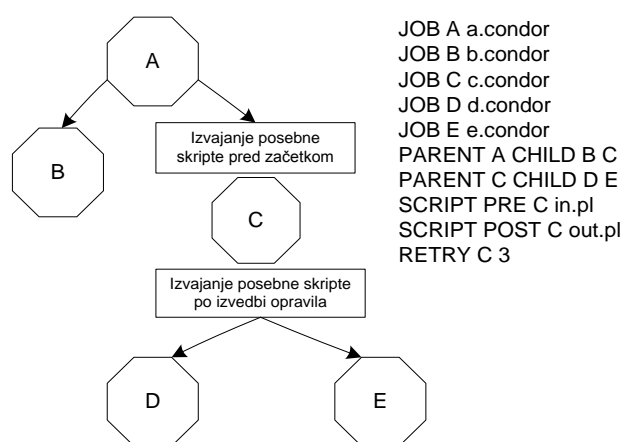 A
B
Izvajanje posebne
skripte pred začetkom
C
Izvajanje posebne skripte
po izvedbi opravila
D
E
JOB A a.condor
JOB B b.condor
JOB C c.condor
JOB D d.condor
JOB E e.condor
PARENT A CHILD B C
PARENT C CHILD D E
SCRIPT PRE C in.pl
SCRIPT POST C out.pl
RETRY C 3